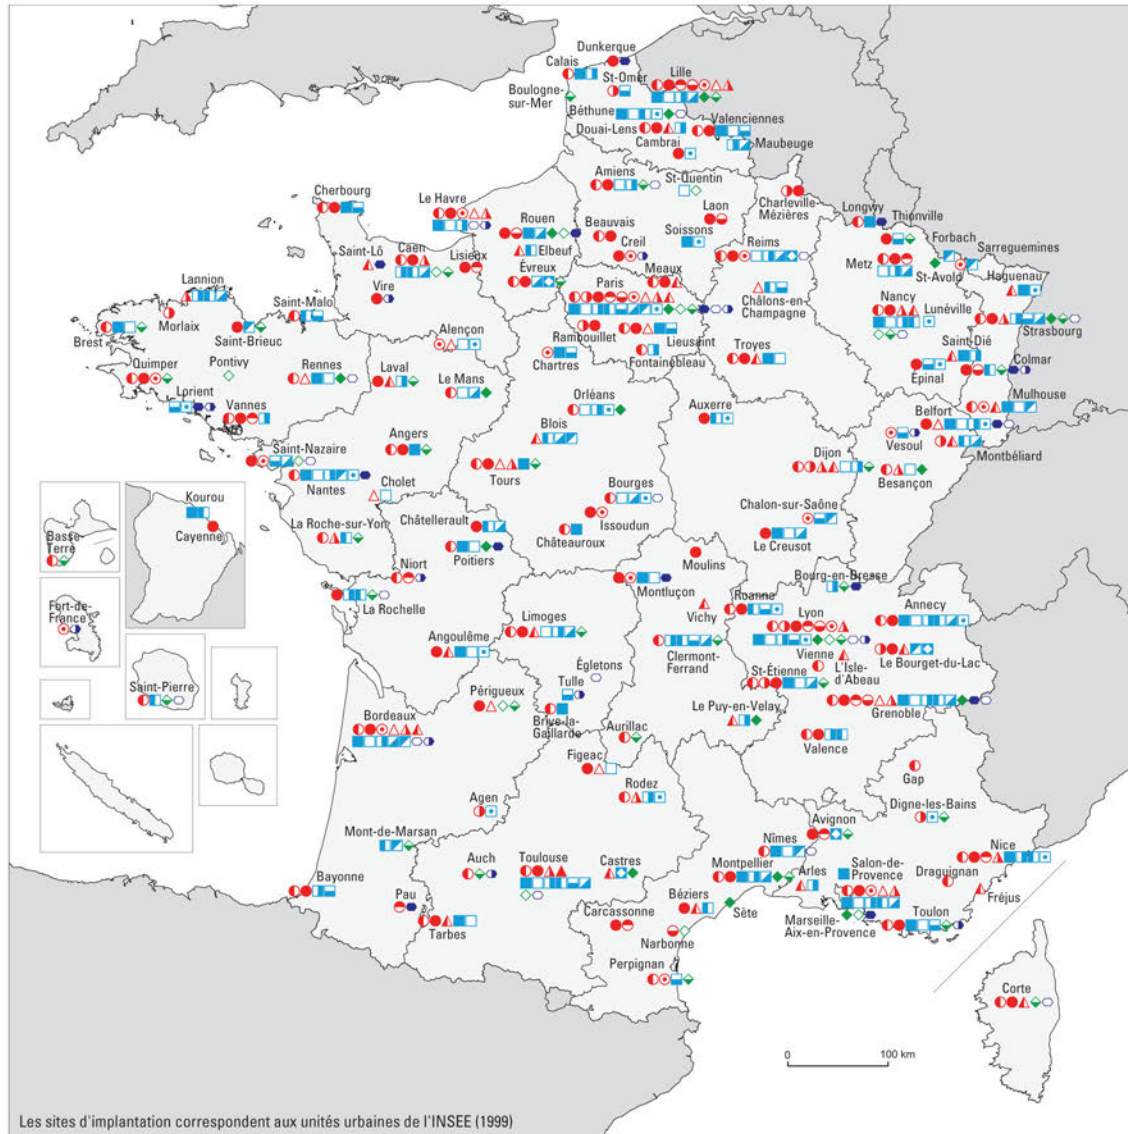 Dunkerque
Calais
St-Omer
Lille
Boulogne-
sur-Mer
Béthune
Valenciennes
Douai-Lens
Cambrai
Maubeuge
Amiens
St-Quentin
Cherbourg
Le Havre
Charleville-
Mézières
Laon
Longwy
Thionville
Rouen
Beauvais
Soissons
Forbach
Sarreguemines
Saint-Lô
Caen
Lisieux
Elbeuf
Creil
Reims
Metz
St-Avold
Haguenau
Vire
Évreux
Meaux
Paris
Lannion
Saint-Malo
Châlons-en-
Champagne
Nancy
Lunéville
Strasbourg
Morlaix
Brest
Saint-Brieuc
Alençon
Rambouillet
Lieusaint
Chartres
Fontainebleau
Troyes
Saint-Dié
Colmar
Épinal
Quimper
Pontivy
Rennes
Laval
Le Mans
Lorient
Vannes
Orléans
Auxerre
Mulhouse
Belfort
Blois
Vesoul
Montbéliard
Saint-Nazaire
Angers
Tours
Dijon
Besançon
Nantes
Cholet
Bourges
Issoudun
Kourou
Cayenne
Châtellerault
Châteauroux
Chalon-sur-Saône
Le Creusot
La Roche-sur-Yon
Basse-
Terre
Poitiers
Moulins
Niort
Montluçon
Bourg-en-Bresse
La Rochelle
Vichy
Roanne
Lyon
Annecy
Fort-de-
France
Limoges
Angoulême
Clermont-
Ferrand
Vienne
Le Bourget-du-Lac
L'Isle-
d'Abeau
St-Étienne
Saint-Pierre
Égletons
Tulle
Périgueux
Brive-la-
Gaillarde
Le Puy-en-Velay
Grenoble
Bordeaux
Aurillac
Valence
Figeac
Gap
Rodez
Agen
Digne-les-Bains
Mont-de-Marsan
Avignon
Nîmes
Nice
Auch
Toulouse
Castres
Montpellier
Arles
Salon-de-
Provence
Draguignan
Bayonne
Pau
Béziers
Fréjus
Tarbes
Carcassonne
Sète
Marseille-
Aix-en-Provence
Toulon
Narbonne
Perpignan
Corte
0
100 km
Les sites d'implantation correspondent aux unités urbaines de l'INSEE (1999)